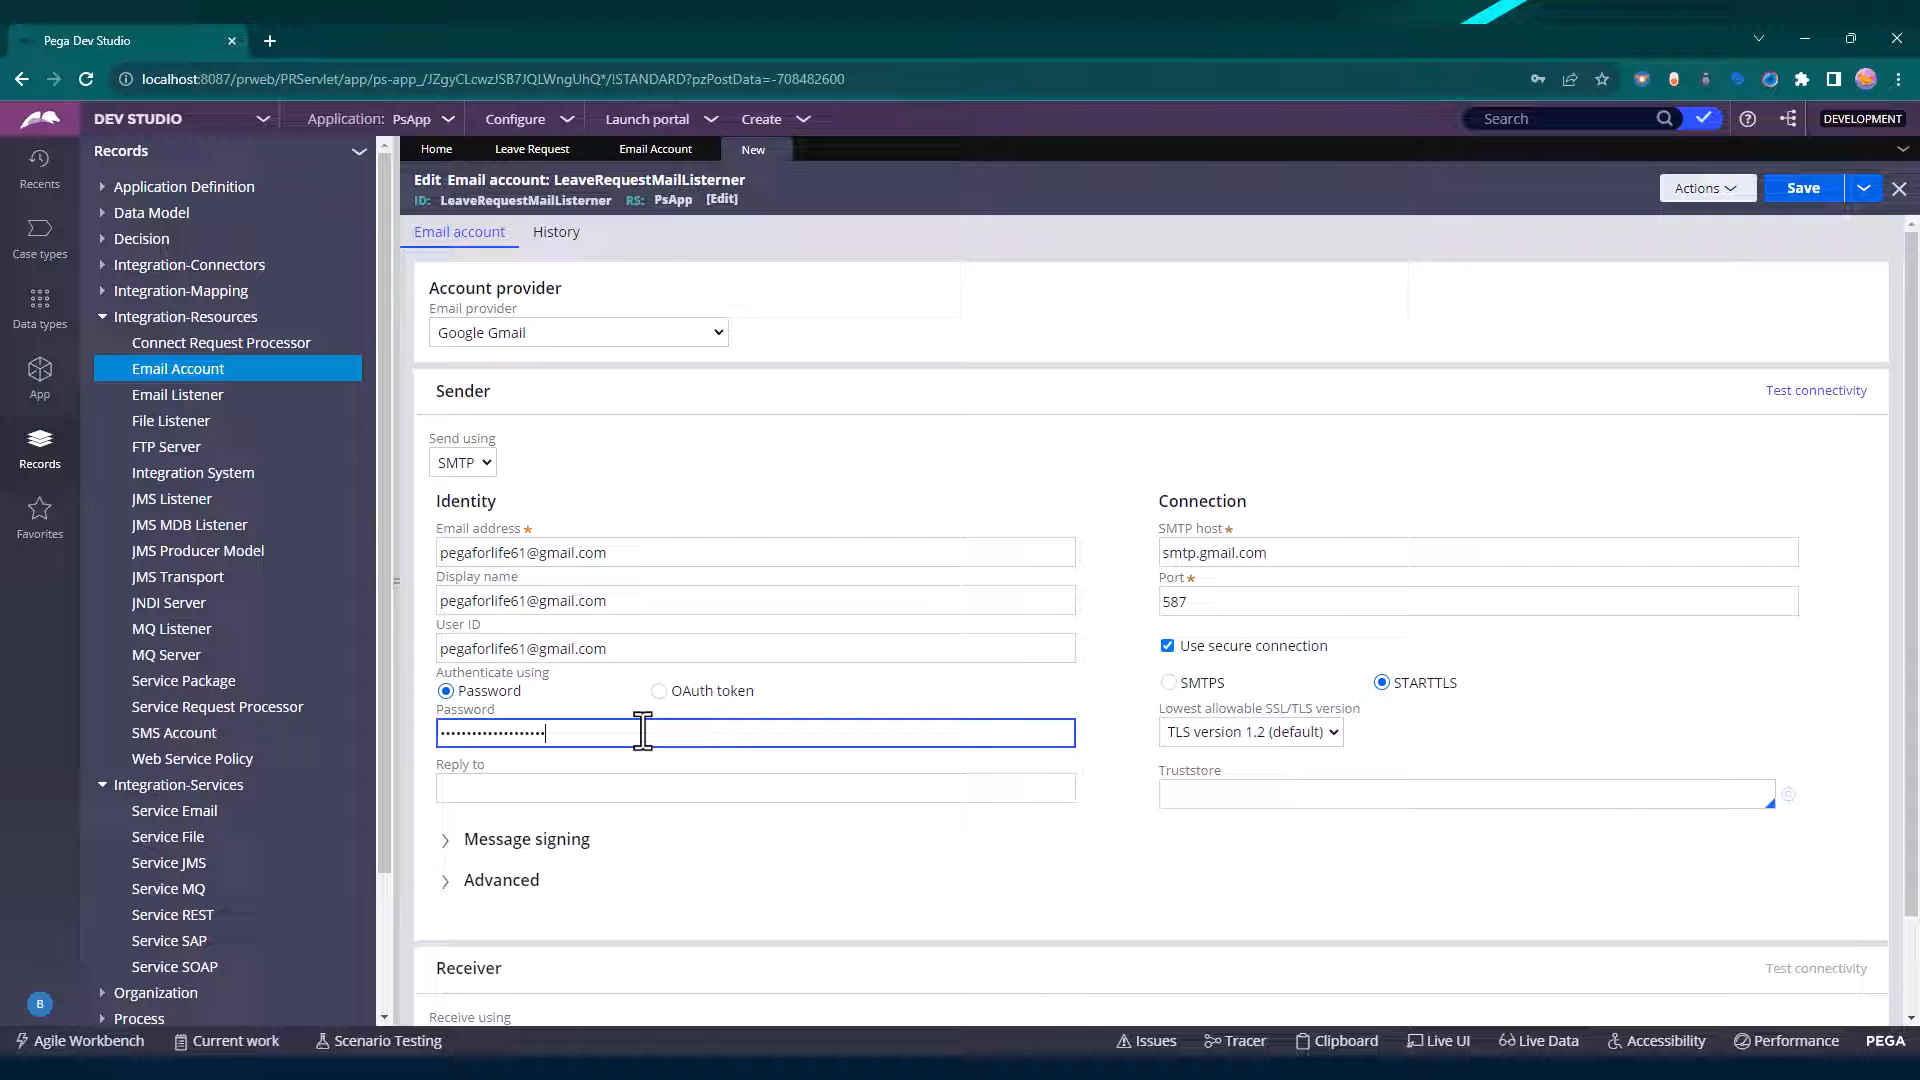 Pega Dev Studio
localhost:8087/prweb/PRServlet/app/ps-app_/JZgyCLcwzJSB7JQLWngUhQ*/!STANDARD?pzPostData=-708482600
DEV STUDIO
Application: PsApp
Configure
Launch portal
Create
Search
DEVELOPMENT
Recents
Case types
Data types
App
Records
Favorites
B
Records
Application Definition
Data Model
Decision
Integration-Connectors
Integration-Mapping
Integration-Resources
Connect Request Processor
Email Account
Email Listener
File Listener
FTP Server
Integration System
JMS Listener
JMS MDB Listener
JMS Producer Model
JMS Transport
JNDI Server
MQ Listener
MQ Server
Service Package
Service Request Processor
SMS Account
Web Service Policy
Integration-Services
Service Email
Service File
Service JMS
Service MQ
Service REST
Service SAP
Service SOAP
Organization
Process
Home
Leave Request
Email Account
New
Edit Email account: LeaveRequestMailListerner
ID: LeaveRequestMailListerner RS: PsApp [Edit]
Actions
Save
Email account
History
Account provider
Email provider
Google Gmail
Sender
Test connectivity
Send using
SMTP
Identity
Email address
pegaforlife61@gmail.com
Display name
pegaforlife61@gmail.com
User ID
pegaforlife61@gmail.com
Authenticate using
Password
OAuth token
Password
Reply to
Connection
SMTP host
smtp.gmail.com
Port
587
Use secure connection
SMTPS
STARTTLS
Lowest allowable SSL/TLS version
TLS version 1.2 (default)
Truststore
Message signing
Advanced
Receiver
Test connectivity
Receive using
Agile Workbench
Current work
Scenario Testing
Issues
Tracer
Clipboard
Live UI
Live Data
Accessibility
Performance
PEGA